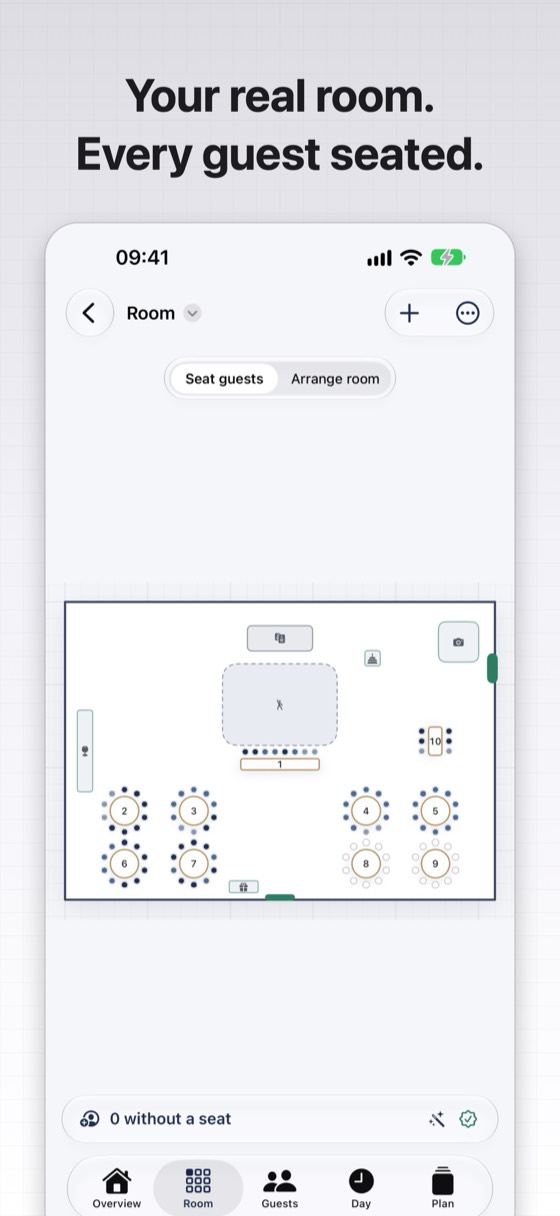 Your real room.
Every guest seated.
09:41
Room
Seat guests
Arrange room
10
1
2
3
4
5
6
7
8
9
0 without a seat
Overview
Room
Guests
Day
Plan